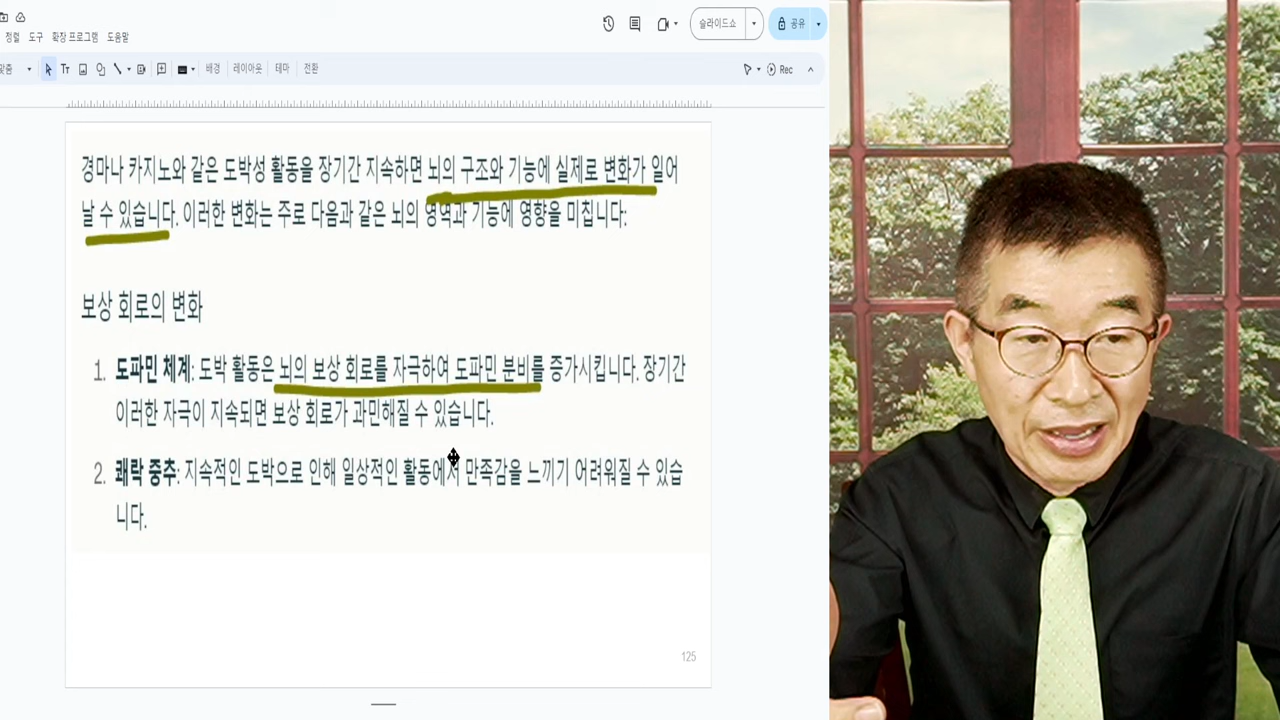 정렬 도구 확장 프로그램 도움말
슬라이드쇼
공유
맞춤
Tт
배경 레이아웃 테마 전환
Rec
경마나 카지노와 같은 도박성 활동을 장기간 지속하면 뇌의 구조와 기능에 실제로 변화가 일어
날 수 있습니다. 이러한 변화는 주로 다음과 같은 뇌의 영역과 기능에 영향을 미칩니다:
보상 회로의 변화
1. 도파민 체계: 도박 활동은 뇌의 보상 회로를 자극하여 도파민 분비를 증가시킵니다. 장기간
이러한 자극이 지속되면 보상 회로가 과민해질 수 있습니다.
2. 쾌락 중추: 지속적인 도박으로 인해 일상적인 활동에서 만족감을 느끼기 어려워질 수 있습
니다.
125